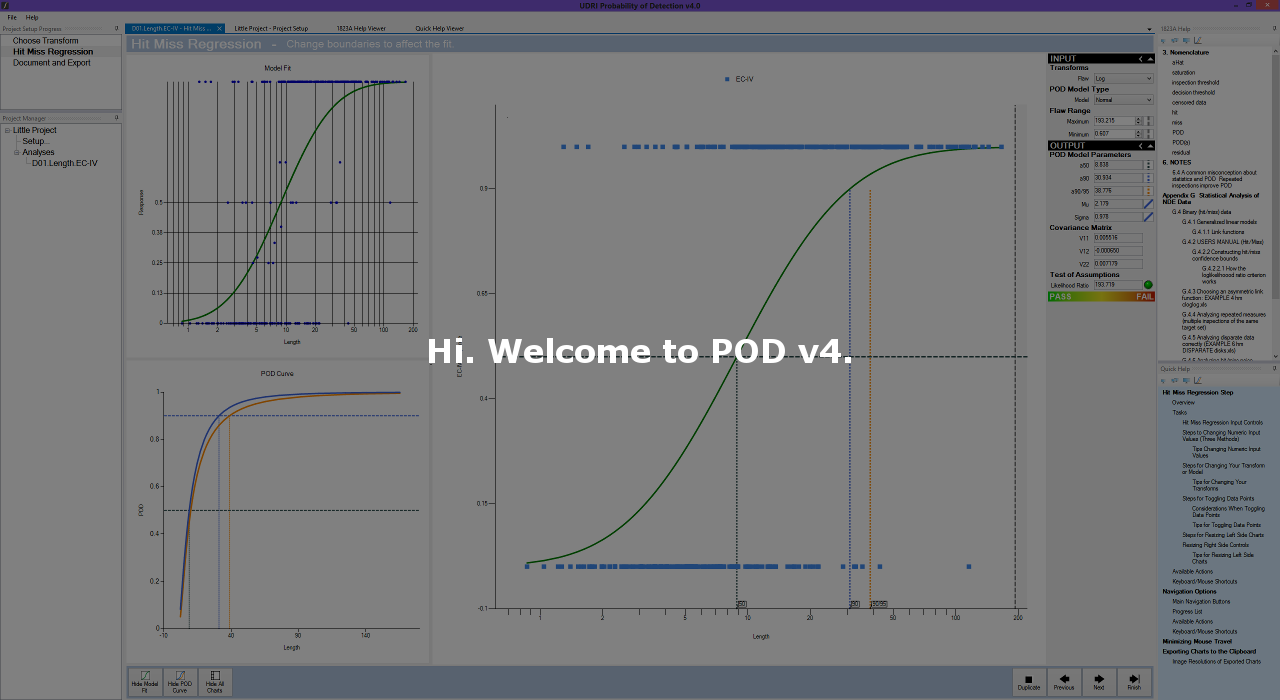 UDRI Probability of Detection v4.0
File Help
Project Setup Progress
Choose Transform
Hit Miss Regression
Document and Export
Project Manager
Little Project
Setup...
Analyses
D01.Length.EC-IV
D01.Length.EC-IV - Hit Miss ...
Little Project - Project Setup
1823A Help Viewer
Quick Help Viewer
Hit Miss Regression - Change boundaries to affect the fit.
Model Fit
Response
0.5
0.38
0.25
0.13
0
1 2 5 10 20 50 100 200
Length
POD Curve
POD
1
0.8
0.6
0.4
0.2
0
-10 40 90 140
Length
EC-IV
0.9
0.65
0.4
0.15
-0.1
1 2 5 10 20 50 100 200
Length
Hi. Welcome to POD v4.
INPUT
Transforms
Flaw Log
POD Model Type
Model Normal
Flaw Range
Maximum 193.215
Minimum 0.607
OUTPUT
POD Model Parameters
a50 8.838
a90 30.934
a90/95 38.776
Mu 2.179
Sigma 0.978
Covariance Matrix
V11 0.005516
V12 -0.000650
V22 0.007179
Test of Assumptions
Likelihood Ratio 193.719
PASS FAIL
Hide Model Fit
Hide POD Curve
Hide All Charts
Duplicate
Previous
Next
Finish
1823A Help
3. Nomenclature
aHat
saturation
inspection threshold
decision threshold
censored data
hit
miss
POD
POD(a)
residual
6. NOTES
6.4 A common misconception about
statistics and POD Repeated
inspections improve POD
Appendix G Statistical Analysis of
NDE Data
G.4 Binary (hit/miss) data
G.4.1 Generalized linear models
G.4.1.1 Link functions
G.4.2 USERS MANUAL (Hit/Miss)
G.4.2.2 Constructing hit/miss
confidence bounds
G.4.2.2.1 How the
loglikelihood ratio criterion
works
G.4.3 Choosing an asymmetric link
function: EXAMPLE 4 hm
cloglog.xls
G.4.4 Analyzing repeated measures
(multiple inspections of the same
target set)
G.4.5 Analyzing disparate data
correctly (EXAMPLE 6 hm
DISPARATE disks.xls)
Quick Help
Hit Miss Regression Step
Overview
Tasks
Hit Miss Regression Input Controls
Steps to Changing Numeric Input
Values (Three Methods)
Tips Changing Numeric Input
Values
Steps for Changing Your Transform
or Model
Tips for Changing Your
Transforms
Steps for Toggling Data Points
Considerations When Toggling
Data Points
Tips for Toggling Data Points
Steps for Resizing Left Side Charts
Resizing Right Side Controls
Tips for Resizing Left Side
Charts
Available Actions
Keyboard/Mouse Shortcuts
Navigation Options
Main Navigation Buttons
Progress List
Available Actions
Keyboard/Mouse Shortcuts
Minimizing Mouse Travel
Exporting Charts to the Clipboard
Image Resolutions of Exported Charts